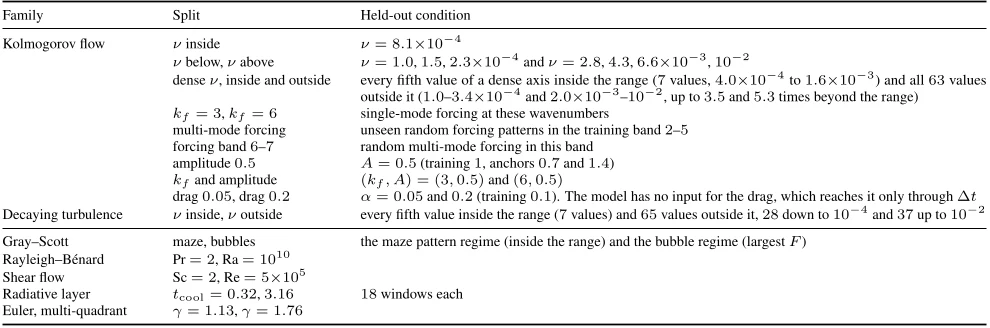 Family Split Held-out condition
Kolmogorov flow ν inside ν = 8.1×10⁻⁴
ν below, ν above ν = 1.0, 1.5, 2.3×10⁻⁴ and ν = 2.8, 4.3, 6.6×10⁻³, 10⁻²
dense ν, inside and outside every fifth value of a dense axis inside the range (7 values, 4.0×10⁻⁴ to 1.6×10⁻³) and all 63 values
outside it (1.0–3.4×10⁻⁴ and 2.0×10⁻³–10⁻², up to 3.5 and 5.3 times beyond the range)
k_f = 3, k_f = 6 single-mode forcing at these wavenumbers
multi-mode forcing unseen random forcing patterns in the training band 2–5
forcing band 6–7 random multi-mode forcing in this band
amplitude 0.5 A = 0.5 (training 1, anchors 0.7 and 1.4)
k_f and amplitude (k_f, A) = (3, 0.5) and (6, 0.5)
drag 0.05, drag 0.2 α = 0.05 and 0.2 (training 0.1). The model has no input for the drag, which reaches it only through Δt
Decaying turbulence ν inside, ν outside every fifth value inside the range (7 values) and 65 values outside it, 28 down to 10⁻⁴ and 37 up to 10⁻²
Gray–Scott maze, bubbles the maze pattern regime (inside the range) and the bubble regime (largest F)
Rayleigh–Bénard Pr = 2, Ra = 10¹⁰
Shear flow Sc = 2, Re = 5×10⁵
Radiative layer t_cool = 0.32, 3.16 18 windows each
Euler, multi-quadrant γ = 1.13, γ = 1.76